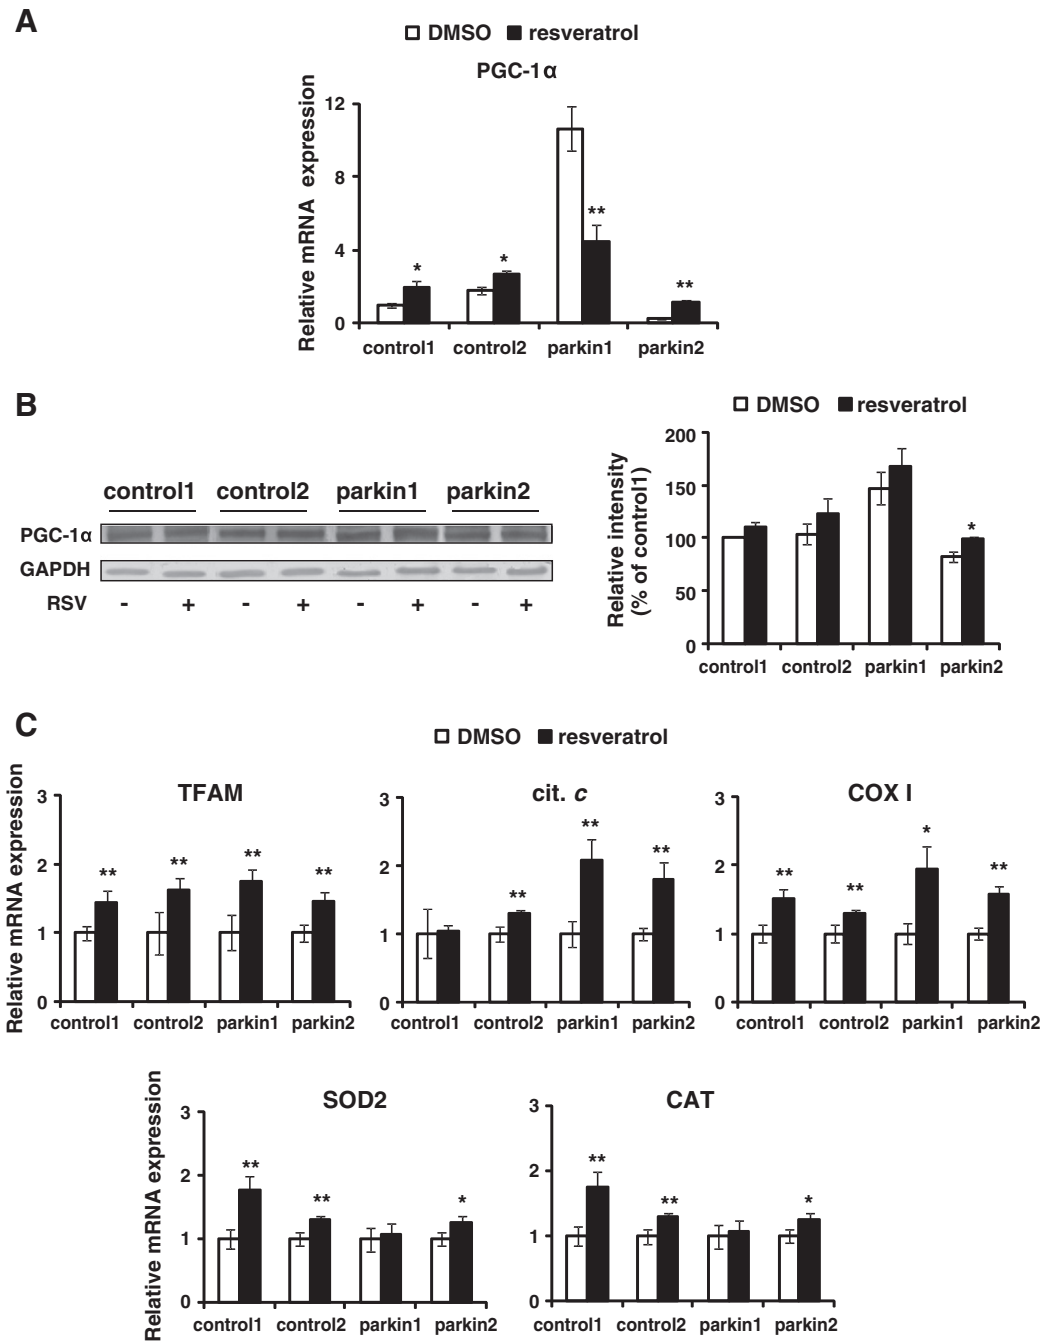 A
DMSO resveratrol
PGC-1α
Relative mRNA expression
12
8
4
0
* * ** **
control1 control2 parkin1 parkin2
B
DMSO resveratrol
control1 control2 parkin1 parkin2
PGC-1α
GAPDH
RSV - + - + - + - +
Relative intensity
(% of control1)
200
150
100
50
0
*
control1 control2 parkin1 parkin2
C
DMSO resveratrol
TFAM
Relative mRNA expression
3
2
1
0
** ** ** **
control1 control2 parkin1 parkin2
cit. c
3
2
1
0
** ** **
control1 control2 parkin1 parkin2
COX I
3
2
1
0
** ** * **
control1 control2 parkin1 parkin2
SOD2
Relative mRNA expression
3
2
1
0
** ** *
control1 control2 parkin1 parkin2
CAT
3
2
1
0
** ** *
control1 control2 parkin1 parkin2